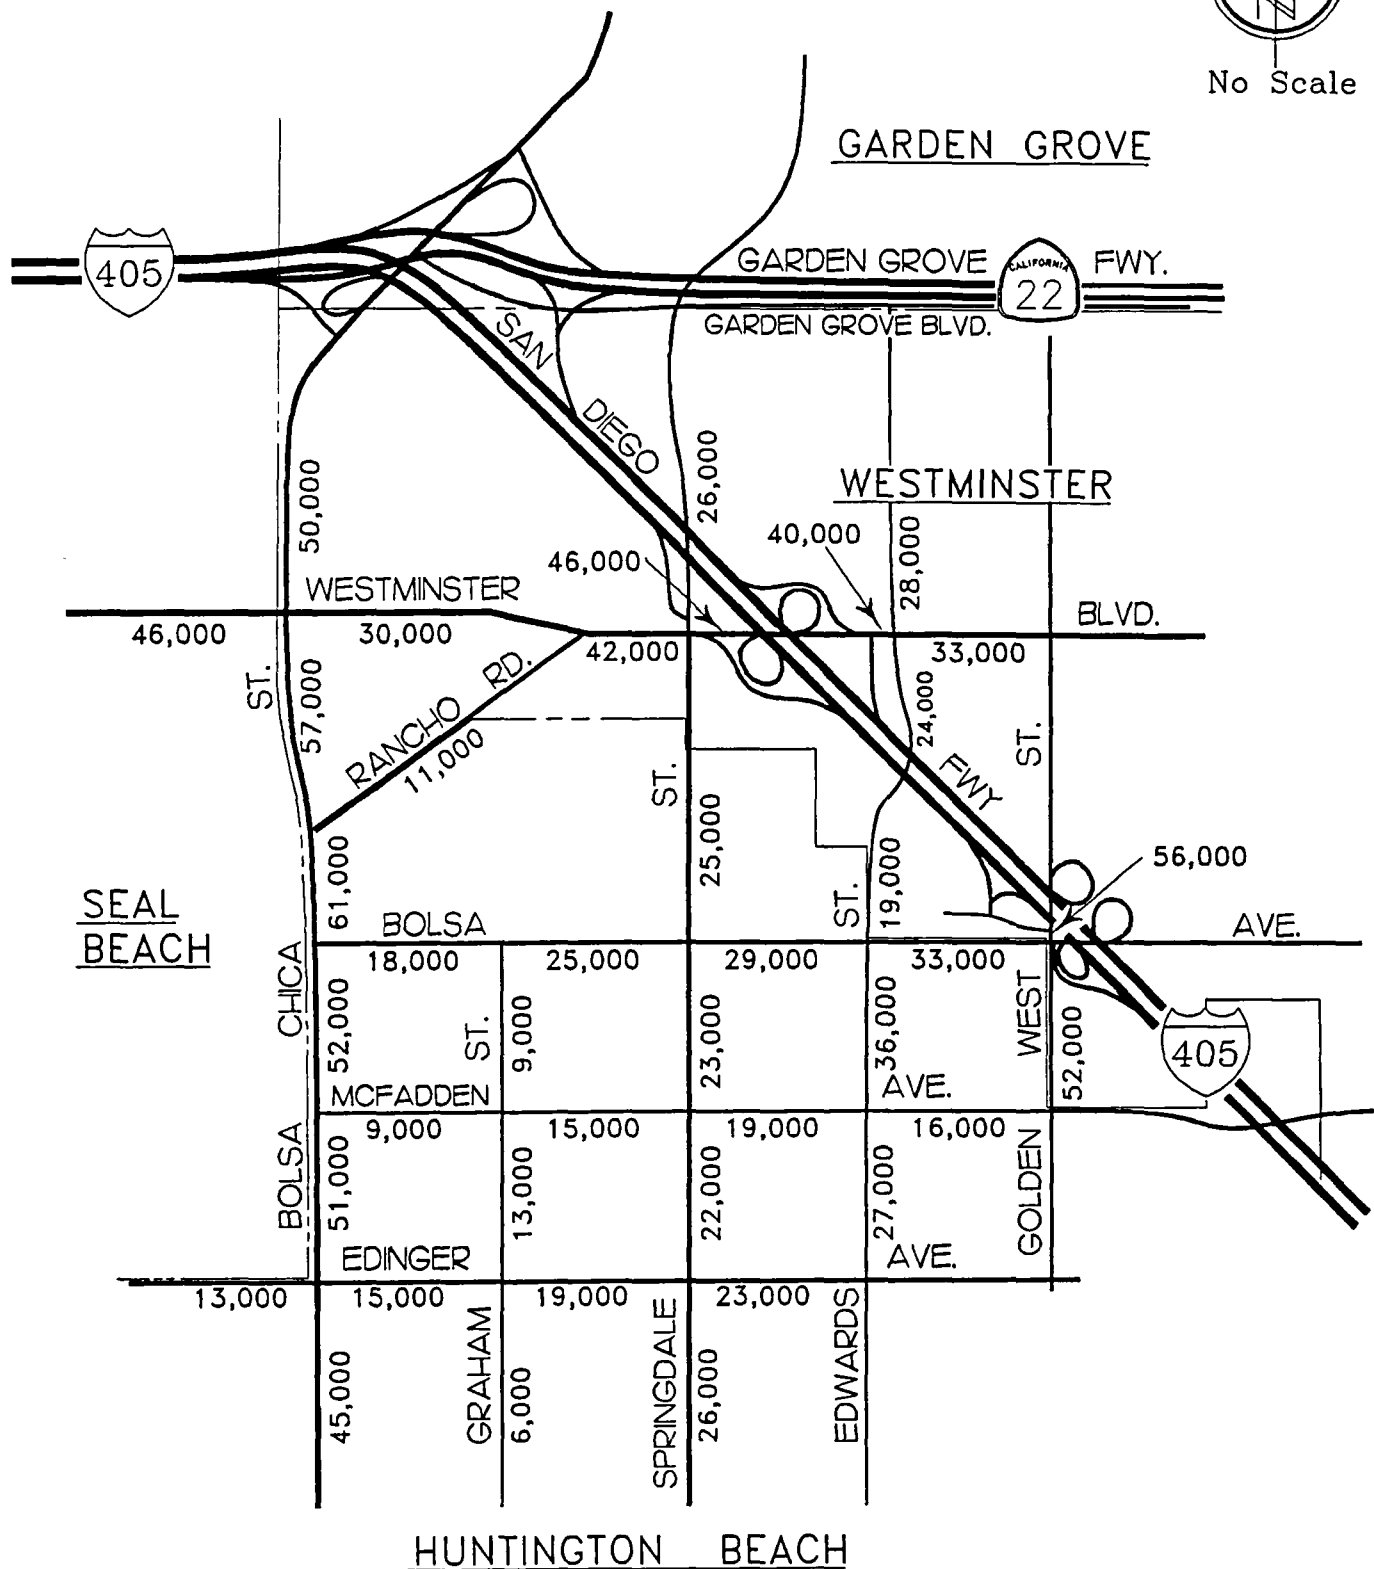 No Scale
GARDEN GROVE
405
GARDEN GROVE
CALIFORNIA
22
FWY.
GARDEN GROVE BLVD.
SAN
DIEGO
26,000
50,000
WESTMINSTER
40,000
28,000
46,000
WESTMINSTER
BLVD.
46,000
30,000
42,000
33,000
ST.
57,000
RANCHO RD.
11,000
24,000
ST.
FWY
ST.
25,000
61,000
19,000
56,000
ST.
SEAL
BEACH
BOLSA
AVE.
18,000
25,000
29,000
33,000
CHICA
52,000
ST.
9,000
23,000
36,000
WEST
52,000
405
MCFADDEN
AVE.
9,000
15,000
19,000
16,000
BOLSA
51,000
13,000
22,000
27,000
GOLDEN
EDINGER
AVE.
13,000
15,000
19,000
23,000
45,000
GRAHAM
6,000
SPRINGDALE
26,000
EDWARDS
HUNTINGTON BEACH